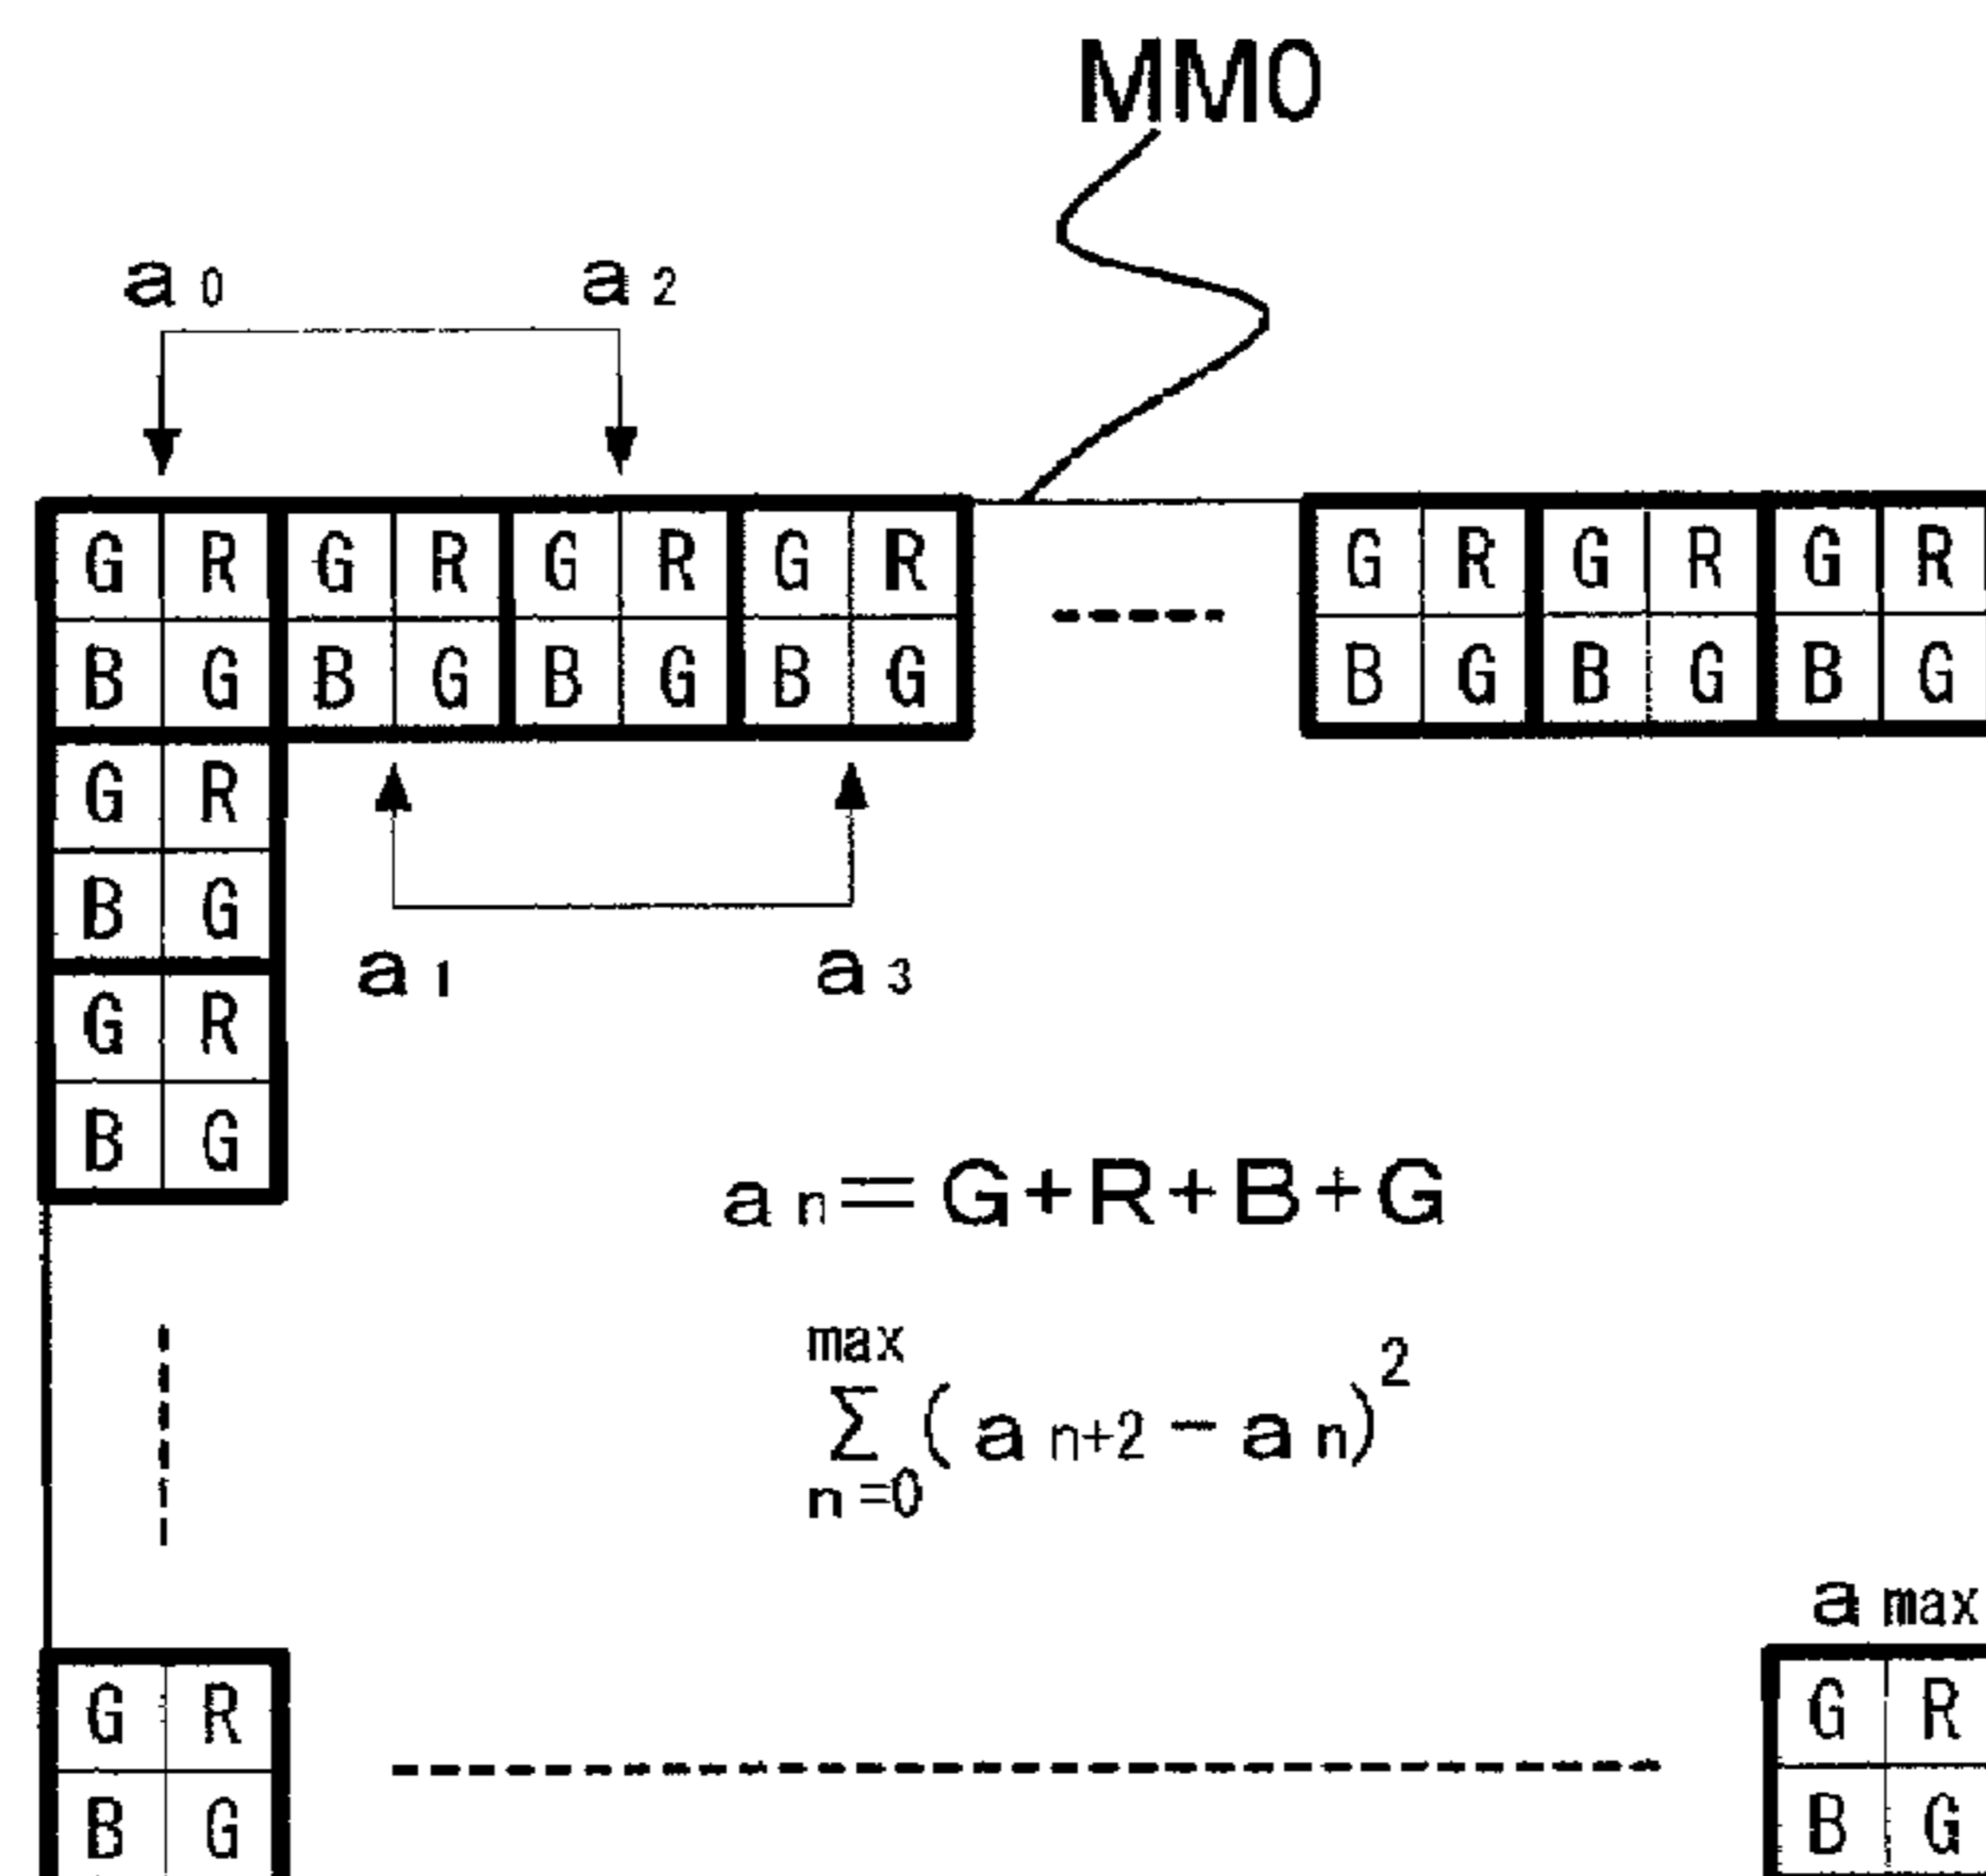 MM0
a0 a2
G R G R G R G R G R G R G R
B G B G B G B G B G B G B G
G R
B G
a1 a3
G R
B G
an=G+R+B+G
max
Σ(an+2-an)2
n=0
amax
G R G R
B G B G